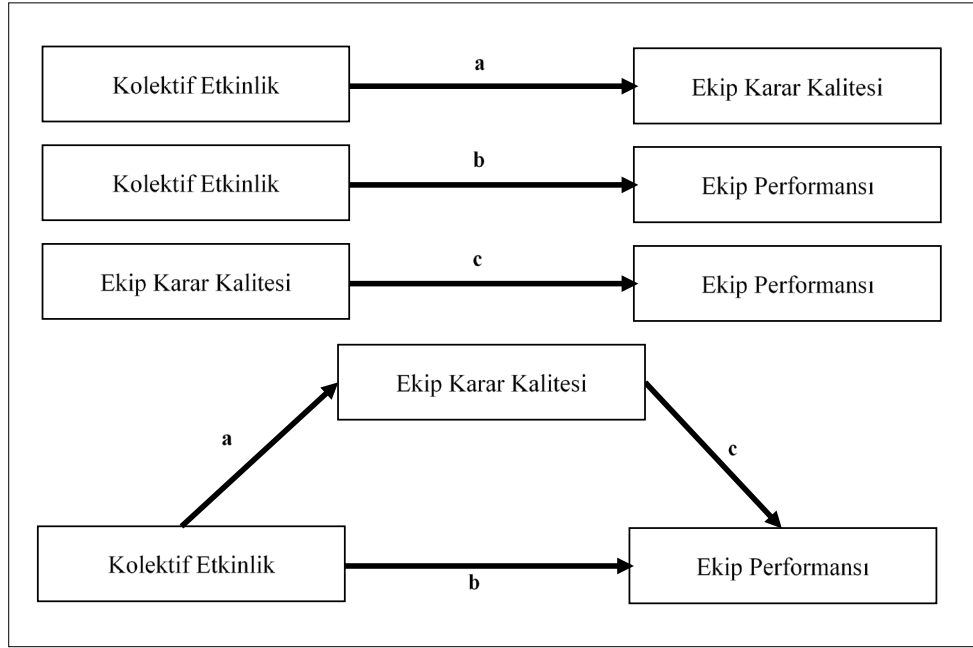 a
Kolektif Etkinlik
Ekip Karar Kalitesi
b
Kolektif Etkinlik
Ekip Performansı
c
Ekip Karar Kalitesi
Ekip Performansı
Ekip Karar Kalitesi
a
c
Kolektif Etkinlik
Ekip Performansı
b